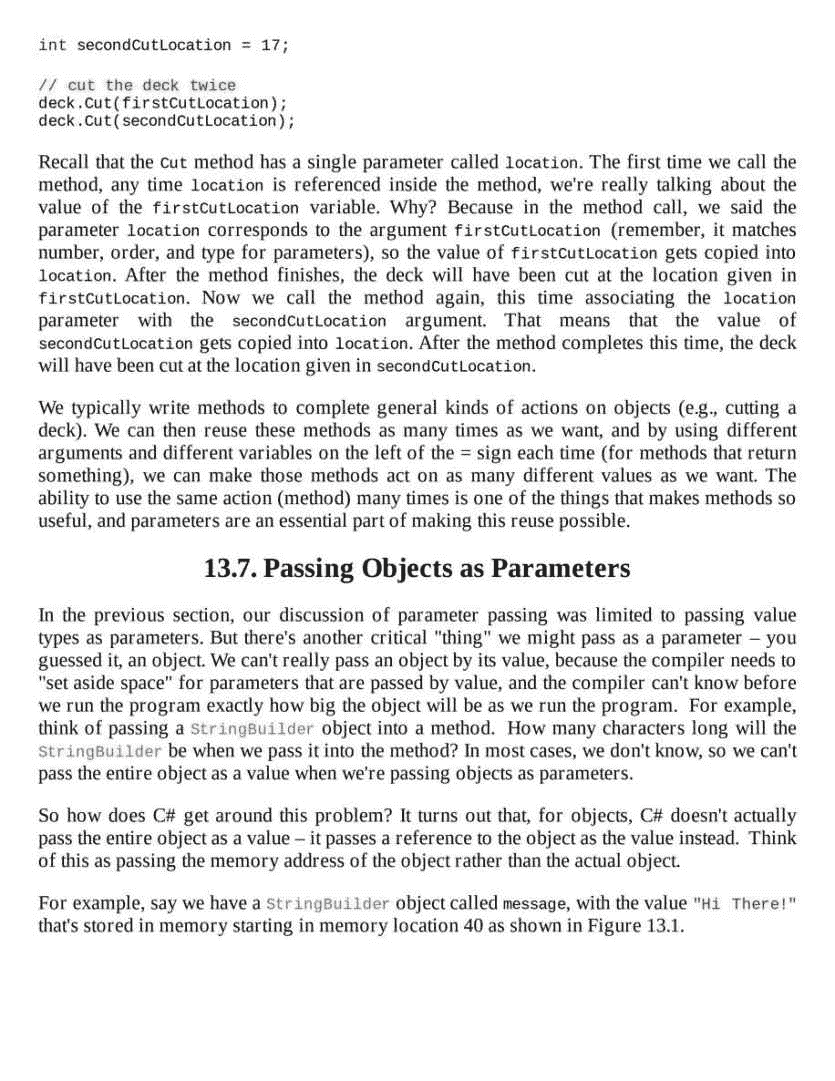 int secondCutLocation = 17;
// cut the deck twice
deck.Cut(firstCutLocation);
deck.Cut(secondCutLocation);
Recall that the Cut method has a single parameter called location. The first time we call the
method, any time location is referenced inside the method, we're really talking about the
value of the firstCutLocation variable. Why? Because in the method call, we said the
parameter location corresponds to the argument firstCutLocation (remember, it matches
number, order, and type for parameters), so the value of firstCutLocation gets copied into
location. After the method finishes, the deck will have been cut at the location given in
firstCutLocation. Now we call the method again, this time associating the location
parameter with the secondCutLocation argument. That means that the value of
secondCutLocation gets copied into location. After the method completes this time, the deck
will have been cut at the location given in secondCutLocation.
We typically write methods to complete general kinds of actions on objects (e.g., cutting a
deck). We can then reuse these methods as many times as we want, and by using different
arguments and different variables on the left of the = sign each time (for methods that return
something), we can make those methods act on as many different values as we want. The
ability to use the same action (method) many times is one of the things that makes methods so
useful, and parameters are an essential part of making this reuse possible.
13.7. Passing Objects as Parameters
In the previous section, our discussion of parameter passing was limited to passing value
types as parameters. But there's another critical "thing" we might pass as a parameter – you
guessed it, an object. We can't really pass an object by its value, because the compiler needs to
"set aside space" for parameters that are passed by value, and the compiler can't know before
we run the program exactly how big the object will be as we run the program. For example,
think of passing a StringBuilder object into a method. How many characters long will the
StringBuilder be when we pass it into the method? In most cases, we don't know, so we can't
pass the entire object as a value when we're passing objects as parameters.
So how does C# get around this problem? It turns out that, for objects, C# doesn't actually
pass the entire object as a value – it passes a reference to the object as the value instead. Think
of this as passing the memory address of the object rather than the actual object.
For example, say we have a StringBuilder object called message, with the value "Hi There!"
that's stored in memory starting in memory location 40 as shown in Figure 13.1.